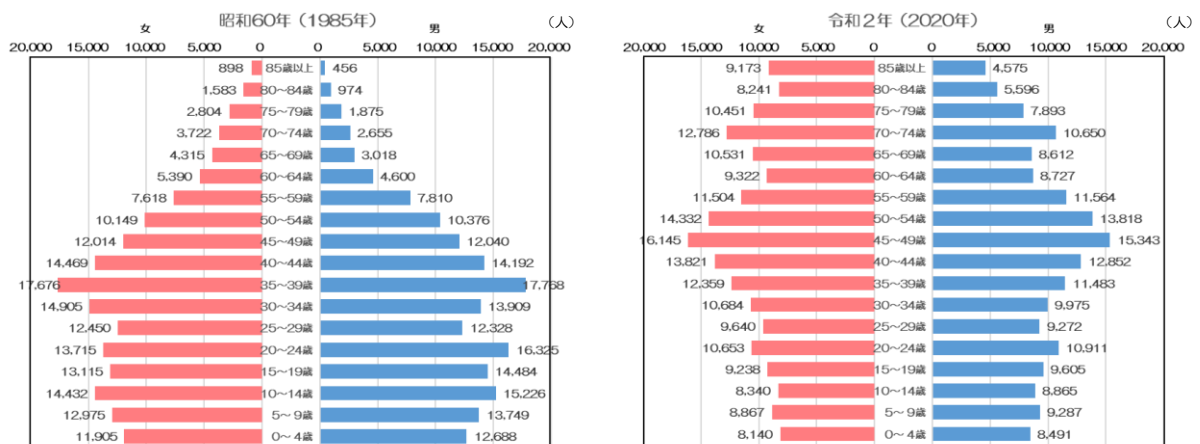 昭和60年（1985年）
（人）
女 男
20,000 15,000 10,000 5,000 0 0 5,000 10,000 15,000 20,000
898 85歳以上 456
1,583 80～84歳 974
2,804 75～79歳 1,875
3,722 70～74歳 2,655
4,315 65～69歳 3,018
5,390 60～64歳 4,600
7,618 55～59歳 7,810
10,149 50～54歳 10,376
12,014 45～49歳 12,040
14,469 40～44歳 14,192
17,676 35～39歳 17,768
14,905 30～34歳 13,909
12,450 25～29歳 12,328
13,715 20～24歳 16,325
13,115 15～19歳 14,484
14,432 10～14歳 15,226
12,975 5～ 9歳 13,749
11,905 0～ 4歳 12,688
令和２年（2020年）
（人）
女 男
20,000 15,000 10,000 5,000 0 0 5,000 10,000 15,000 20,000
9,173 85歳以上 4,575
8,241 80～84歳 5,596
10,451 75～79歳 7,893
12,786 70～74歳 10,650
10,531 65～69歳 8,612
9,322 60～64歳 8,727
11,504 55～59歳 11,564
14,332 50～54歳 13,818
16,145 45～49歳 15,343
13,821 40～44歳 12,852
12,359 35～39歳 11,483
10,684 30～34歳 9,975
9,640 25～29歳 9,272
10,653 20～24歳 10,911
9,238 15～19歳 9,605
8,340 10～14歳 8,865
8,867 5～ 9歳 9,287
8,140 0～ 4歳 8,491